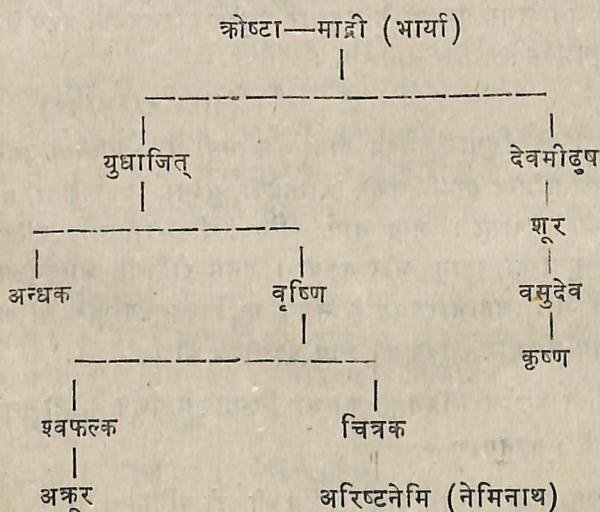 क्रोष्टा—माद्री (भार्या)
युधाजित् देवमीढुष
शूर
अन्धक वृष्णि वसुदेव
कृष्ण
श्वफल्क चित्रक
अक्रूर अरिष्टनेमि (नेमिनाथ)